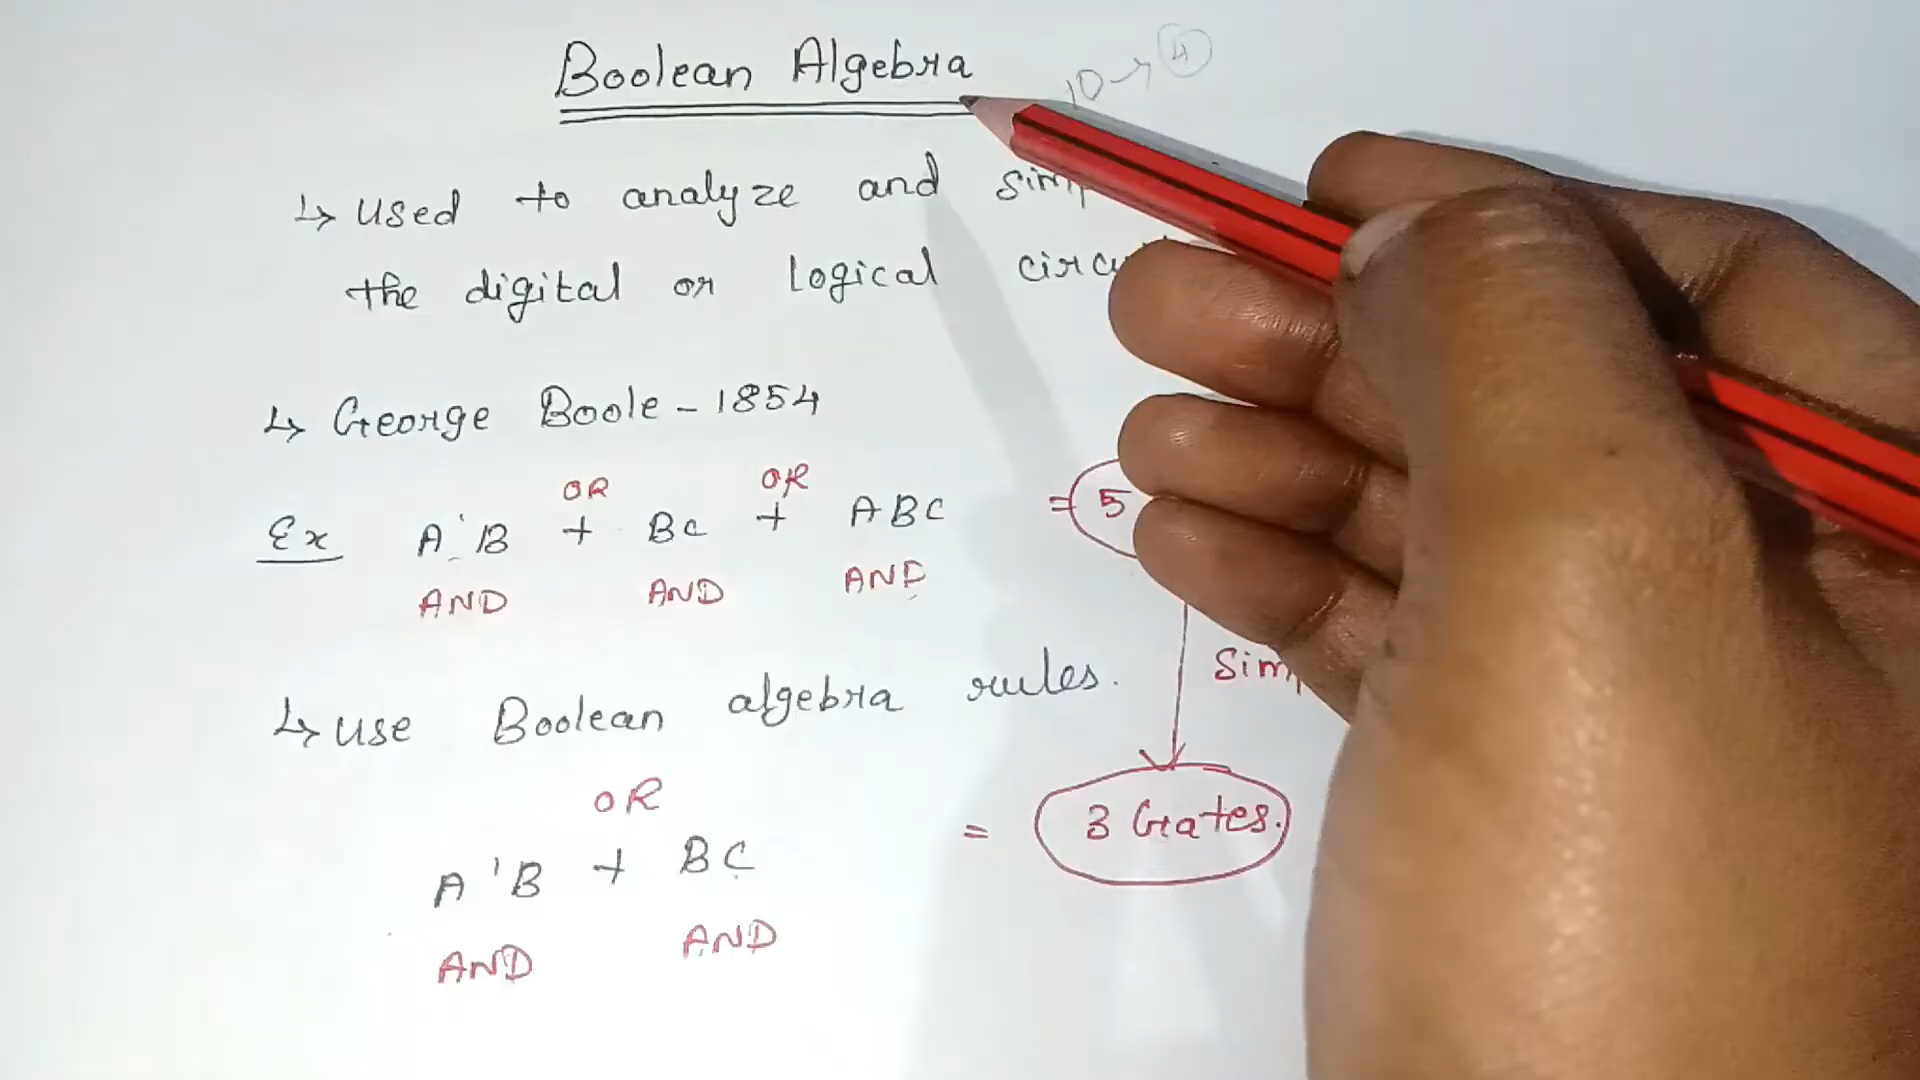 Boolean Algebra
10 → 4
↳ used to analyze and
the digital or logical
↳ George Boole - 1854
OR OR
Ex A'B + BC + ABC = 5
AND AND AND
↳ use Boolean algebra rules.
OR
A'B + BC = 3 Gates.
AND AND